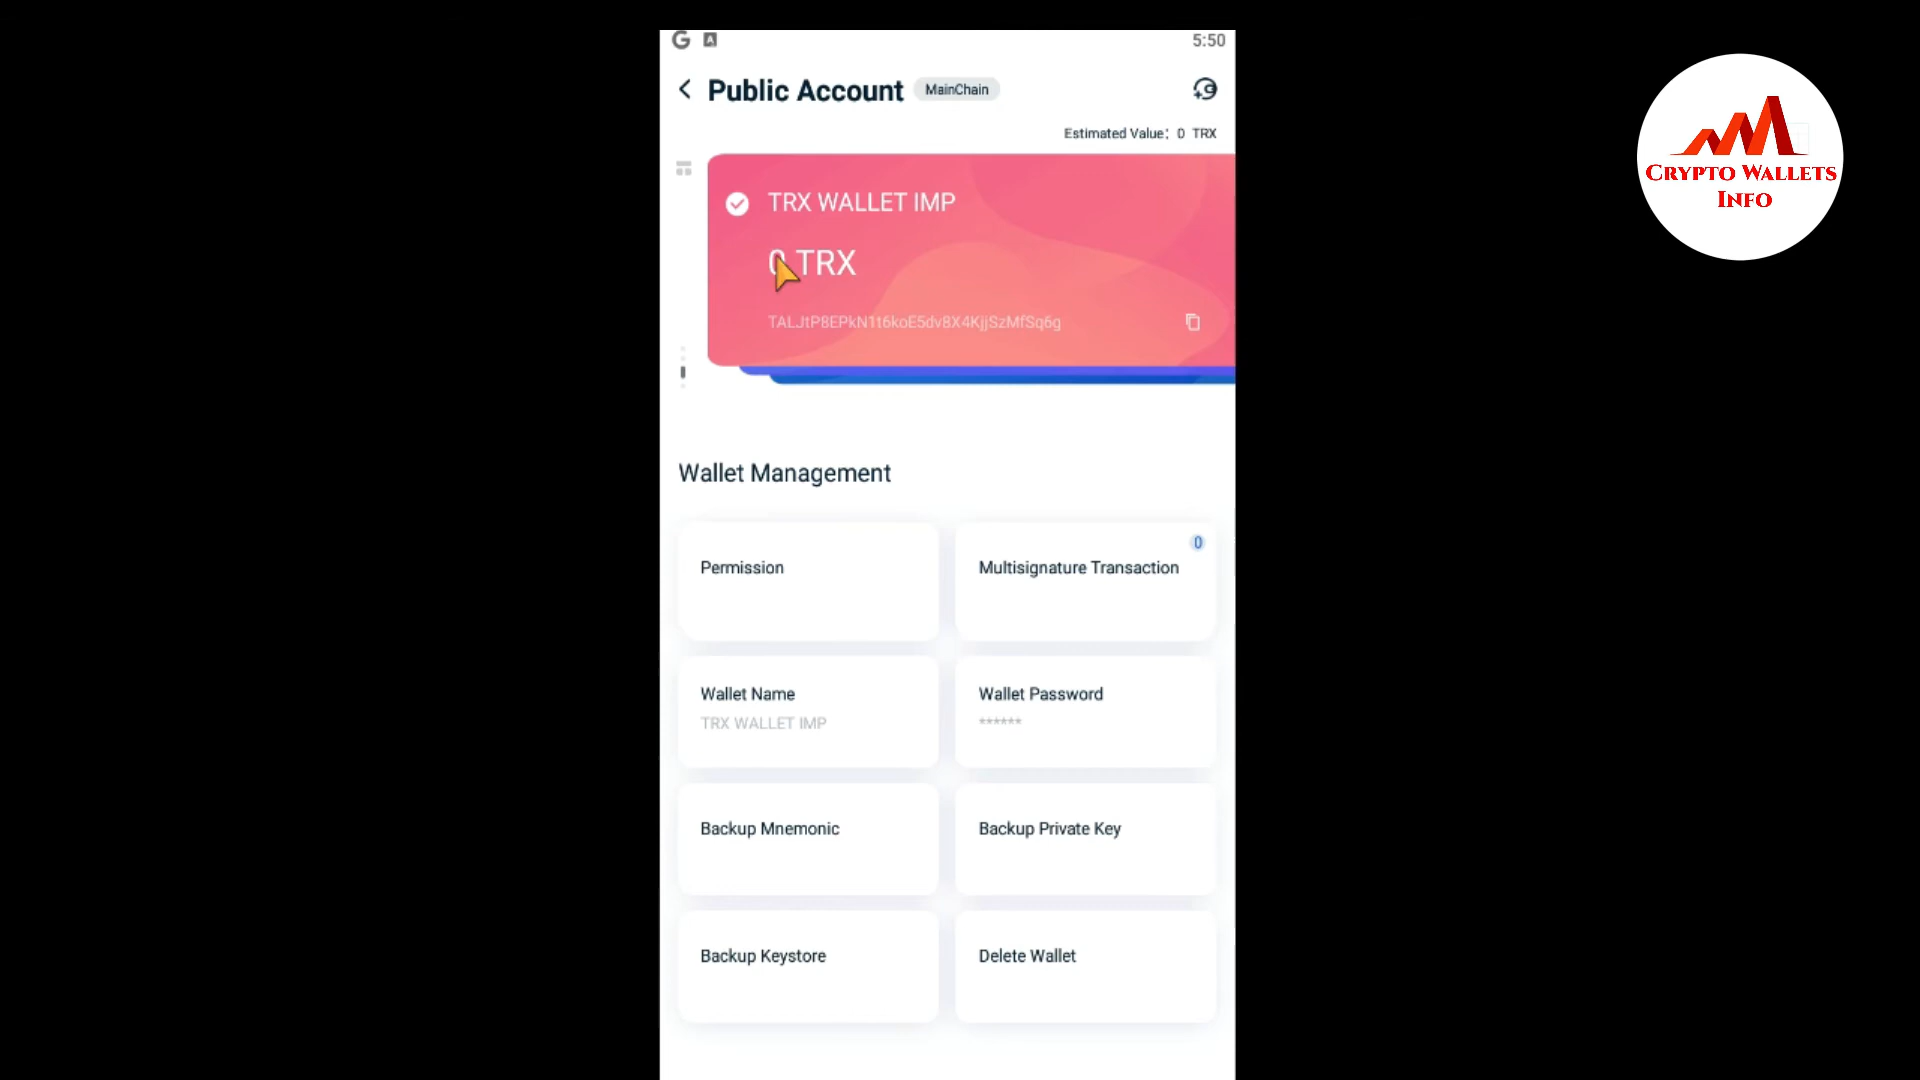 5:50
Public Account MainChain
Estimated Value: 0 TRX
TRX WALLET IMP
0 TRX
TALJtP8EPkN1t6koE5dv8X4KjjSzMfSq6g
Wallet Management
Permission
Multisignature Transaction 0
Wallet Name
TRX WALLET IMP
Wallet Password
******
Backup Mnemonic
Backup Private Key
Backup Keystore
Delete Wallet
Crypto Wallets
Info